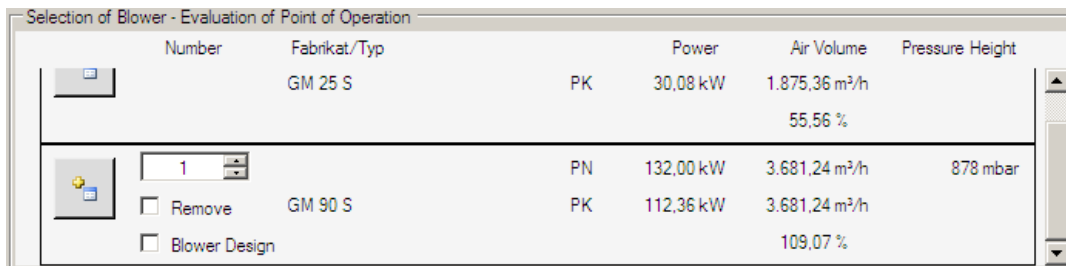 Selection of Blower - Evaluation of Point of Operation
Number Fabrikat/Typ Power Air Volume Pressure Height
GM 25 S PK 30,08 kW 1.875,36 m³/h
55,56 %
1 PN 132,00 kW 3.681,24 m³/h 878 mbar
Remove GM 90 S PK 112,36 kW 3.681,24 m³/h
Blower Design 109,07 %